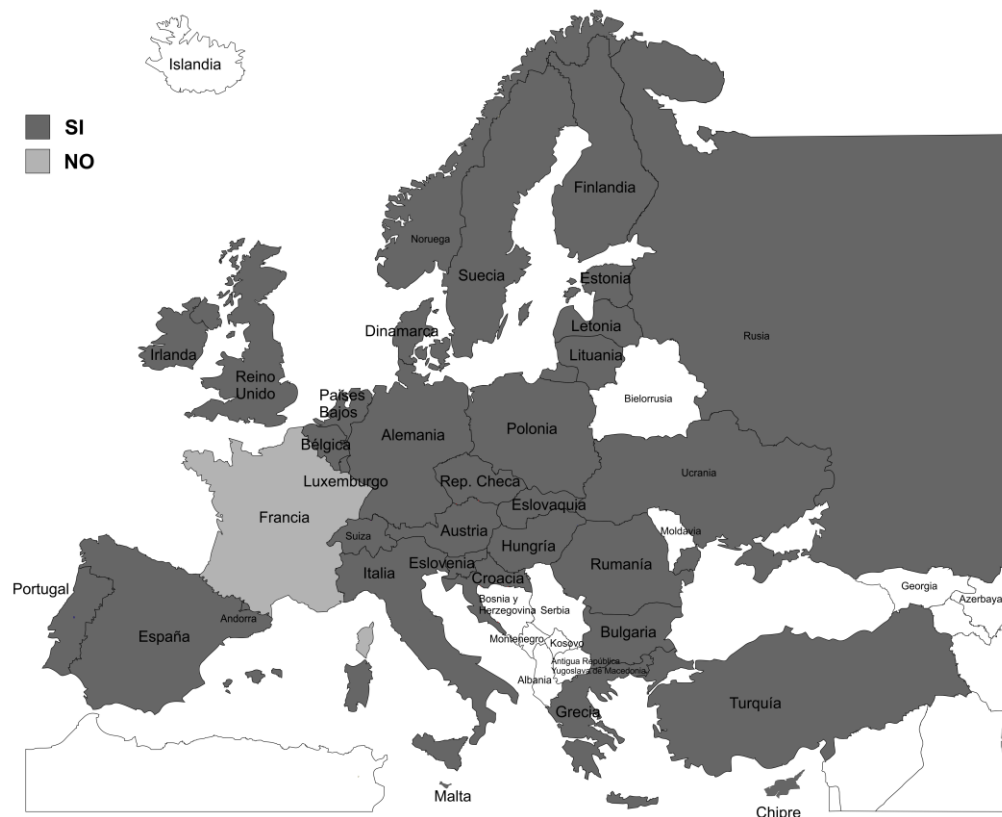 Islandia
SI
NO
Finlandia
Noruega
Suecia
Estonia
Dinamarca
Letonia
Rusia
Irlanda
Lituania
Reino
Unido
Países
Bajos
Bielorrusia
Bélgica
Alemania
Polonia
Ucrania
Luxemburgo
Rep. Checa
Eslovaquia
Francia
Suiza
Austria
Moldavia
Hungría
Eslovenia
Italia
Croacia
Rumanía
Portugal
Georgia
Bosnia y
Herzegovina
Serbia
Azerbaya
Andorra
España
Bulgaria
Montenegro
Kosovo
Antigua República
Yugoslava de Macedonia
Albania
Turquía
Grecia
Malta
Chipre